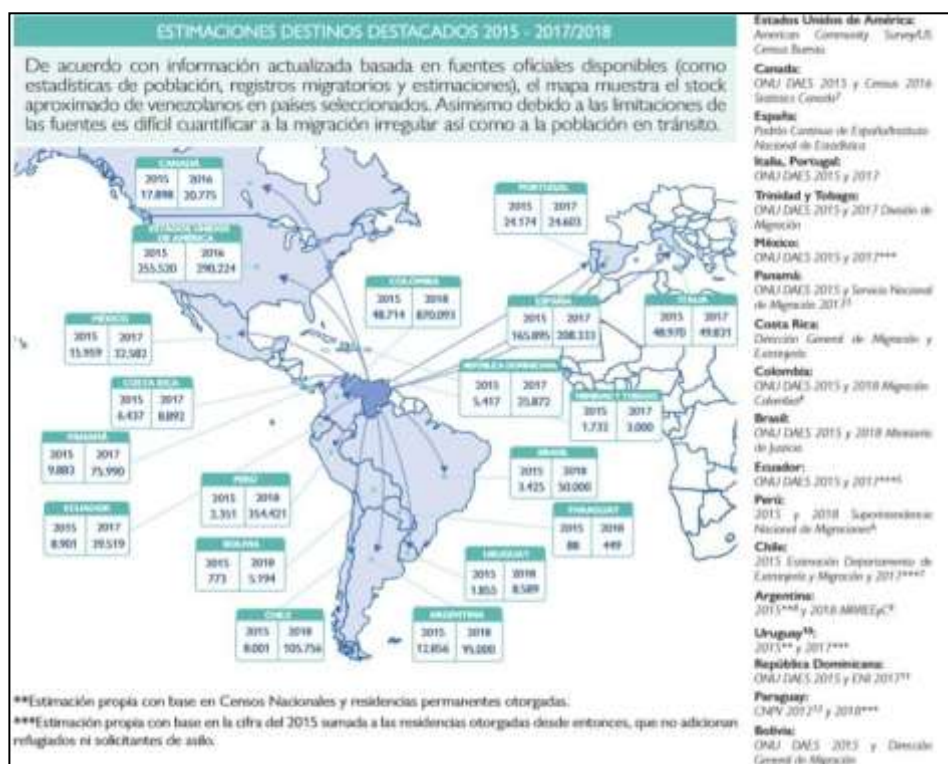 ESTIMACIONES DESTINOS DESTACADOS 2015 - 2017/2018
De acuerdo con información actualizada basada en fuentes oficiales disponibles (como
estadísticas de población, registros migratorios y estimaciones), el mapa muestra el stock
aproximado de venezolanos en países seleccionados. Asimismo debido a las limitaciones de
las fuentes es difícil cuantificar a la migración irregular así como a la población en tránsito.
CANADÁ
2015 2016
17.898 20.775
PORTUGAL
2015 2017
24.174 24.603
ESTADOS UNIDOS
DE AMÉRICA
2015 2016
255.520 290.224
COLOMBIA
2015 2018
48.714 870.093
ESPAÑA
2015 2017
165.895 208.333
ITALIA
2015 2017
48.970 49.831
MÉXICO
2015 2017
15.959 32.582
REPÚBLICA DOMINICANA
2015 2017
5.417 25.872
TRINIDAD Y TOBAGO
2015 2017
1.732 3.000
COSTA RICA
2015 2017
6.437 8.892
PANAMÁ
2015 2017
9.883 75.990
BRASIL
2015 2018
3.425 50.000
PERÚ
2015 2018
2.351 354.421
ECUADOR
2015 2017
8.901 39.519
PARAGUAY
2015 2018
88 449
BOLIVIA
2015 2018
773 5.194
URUGUAY
2015 2018
1.855 8.589
CHILE
2015 2018
8.001 105.756
ARGENTINA
2015 2018
12.856 95.000
**Estimación propia con base en Censos Nacionales y residencias permanentes otorgadas.
***Estimación propia con base en la cifra del 2015 sumada a las residencias otorgadas desde entonces, que no adicionan
refugiados ni solicitantes de asilo.
Estados Unidos de América:
American Community Survey/US
Census Bureau
Canada:
ONU DAES 2015 y Census 2016
Statistics Canada
España:
Padrón Continuo de España/Instituto
Nacional de Estadística
Italia, Portugal:
ONU DAES 2015 y 2017
Trinidad y Tobago:
ONU DAES 2015 y 2017 División de
Migración
México:
ONU DAES 2015 y 2017***
Panamá:
ONU DAES 2015 y Servicio Nacional
de Migración 2017
Costa Rica:
Dirección General de Migración y
Extranjería
Colombia:
ONU DAES 2015 y 2018 Migración
Colombia
Brasil:
ONU DAES 2015 y 2018 Ministerio
de Justicia
Ecuador:
ONU DAES 2015 y 2017***
Perú:
2015 y 2018 Superintendencia
Nacional de Migraciones
Chile:
2015 Estimación Departamento de
Extranjería y Migración y 2017***
Argentina:
2015** y 2018
Uruguay:
2015** y 2017***
República Dominicana:
ONU DAES 2015 y ENI 2017
Paraguay:
CNPV 2012 y 2018***
Bolivia:
ONU DAES 2015 y Dirección
General de Migración